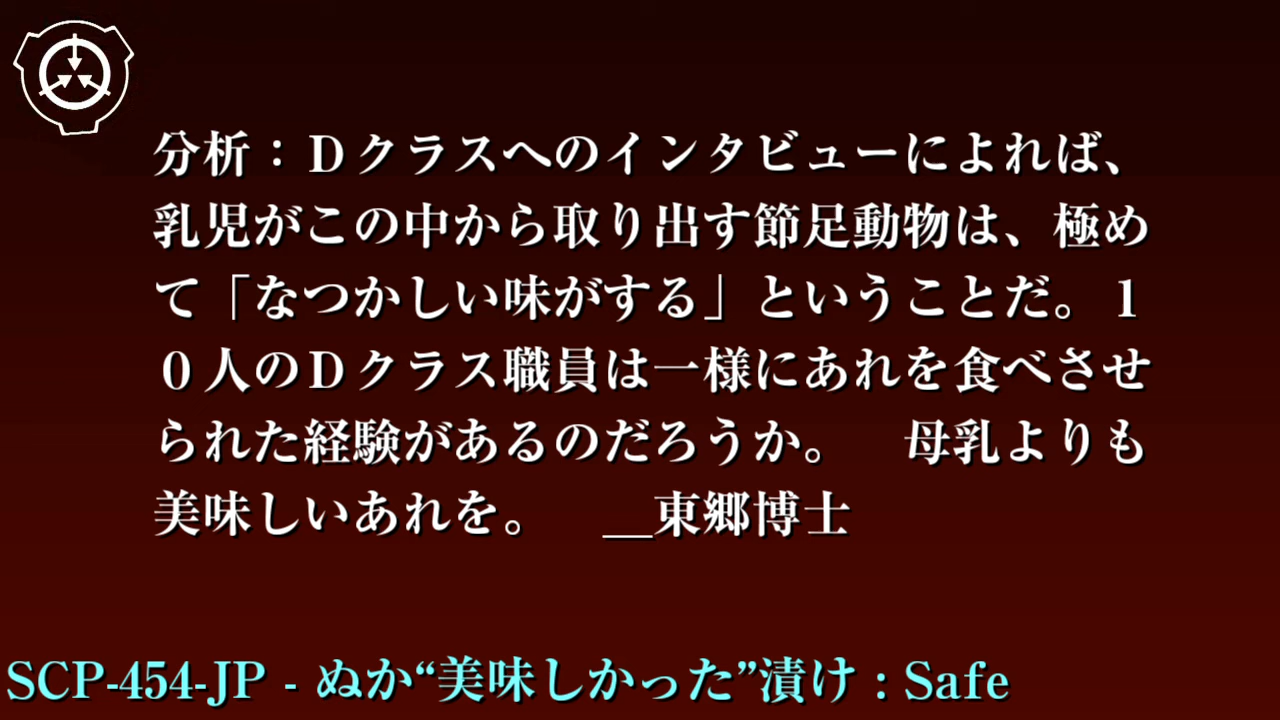 分析：Ｄクラスへのインタビューによれば、
乳児がこの中から取り出す節足動物は、極め
て「なつかしい味がする」ということだ。１
０人のＤクラス職員は一様にあれを食べさせ
られた経験があるのだろうか。　母乳よりも
美味しいあれを。　＿東郷博士
SCP-454-JP - ぬか“美味しかった”漬け : Safe